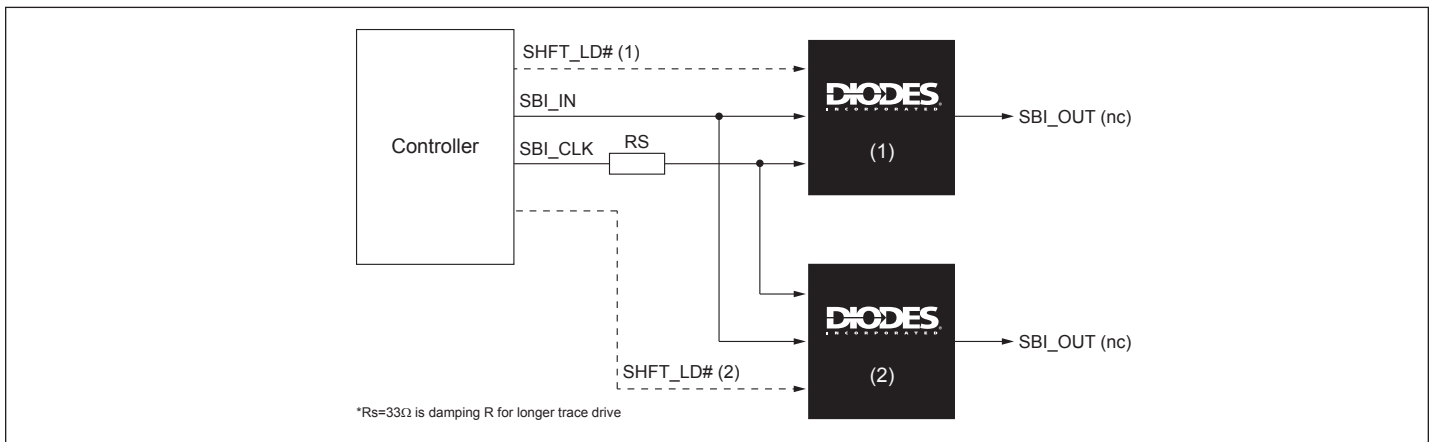 SHFT_LD# (1)
SBI_IN
Controller
SBI_CLK
RS
DIODES
INCORPORATED
(1)
SBI_OUT (nc)
DIODES
INCORPORATED
(2)
SBI_OUT (nc)
SHFT_LD# (2)
*Rs=33Ω is damping R for longer trace drive